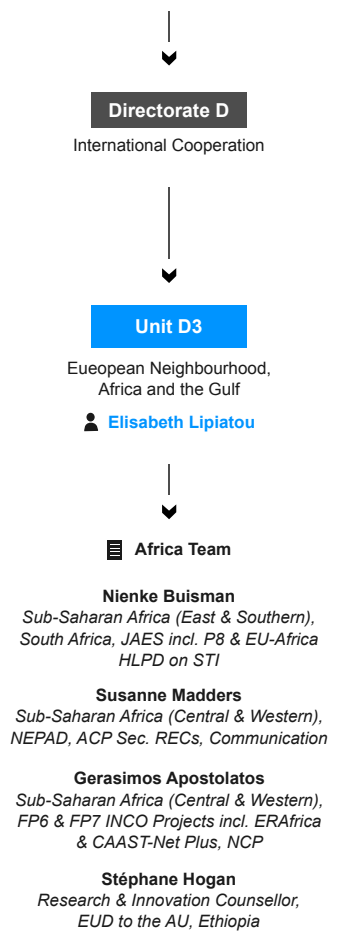 Directorate D
International Cooperation
Unit D3
Eueopean Neighbourhood,
Africa and the Gulf
Elisabeth Lipiatou
Africa Team
Nienke Buisman
Sub-Saharan Africa (East & Southern),
South Africa, JAES incl. P8 & EU-Africa
HLPD on STI
Susanne Madders
Sub-Saharan Africa (Central & Western),
NEPAD, ACP Sec. RECs, Communication
Gerasimos Apostolatos
Sub-Saharan Africa (Central & Western),
FP6 & FP7 INCO Projects incl. ERAfrica
& CAAST-Net Plus, NCP
Stéphane Hogan
Research & Innovation Counsellor,
EUD to the AU, Ethiopia